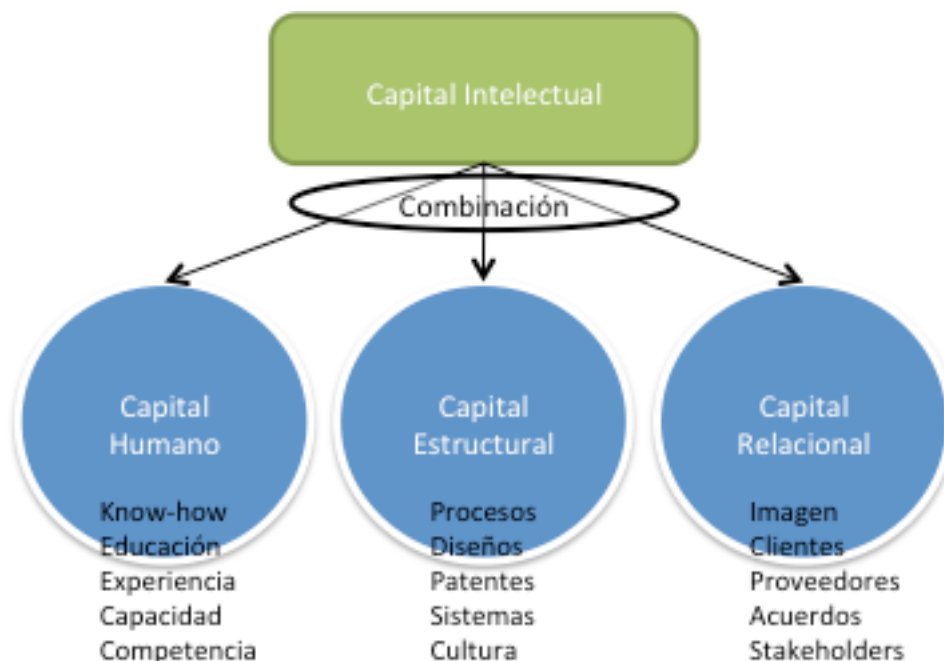 Capital Intelectual
Combinación
Capital
Humano
Know-how
Educación
Experiencia
Capacidad
Competencia
Capital
Estructural
Procesos
Diseños
Patentes
Sistemas
Cultura
Capital
Relacional
Imagen
Clientes
Proveedores
Acuerdos
Stakeholders